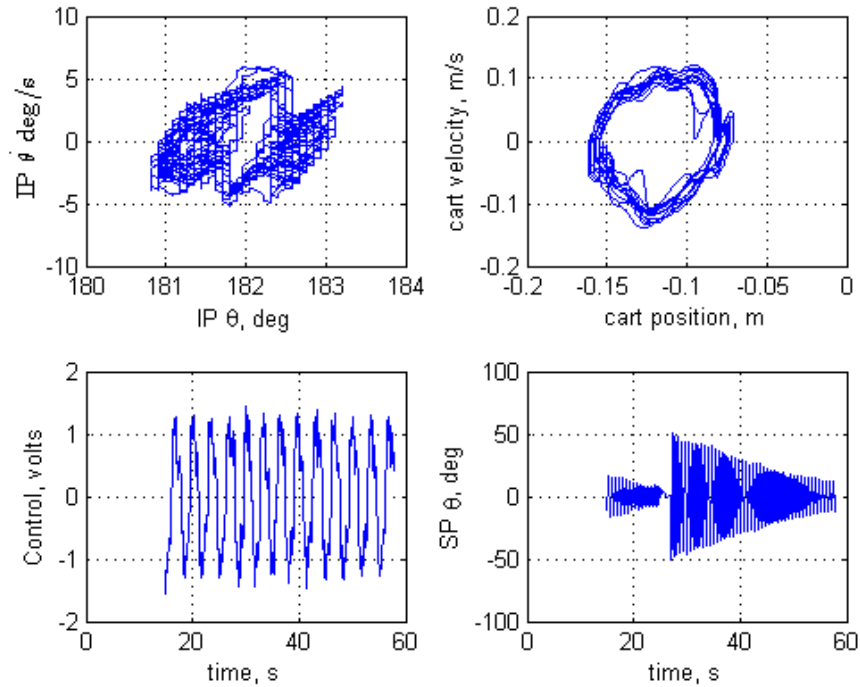 10
5
0
-5
-10
180 181 182 183 184
IP θ̇ deg/s
IP θ, deg
0.2
0.1
0
-0.1
-0.2
-0.2 -0.15 -0.1 -0.05 0
cart velocity, m/s
cart position, m
2
1
0
-1
-2
0 20 40 60
Control, volts
time, s
100
50
0
-50
-100
0 20 40 60
SP θ, deg
time, s